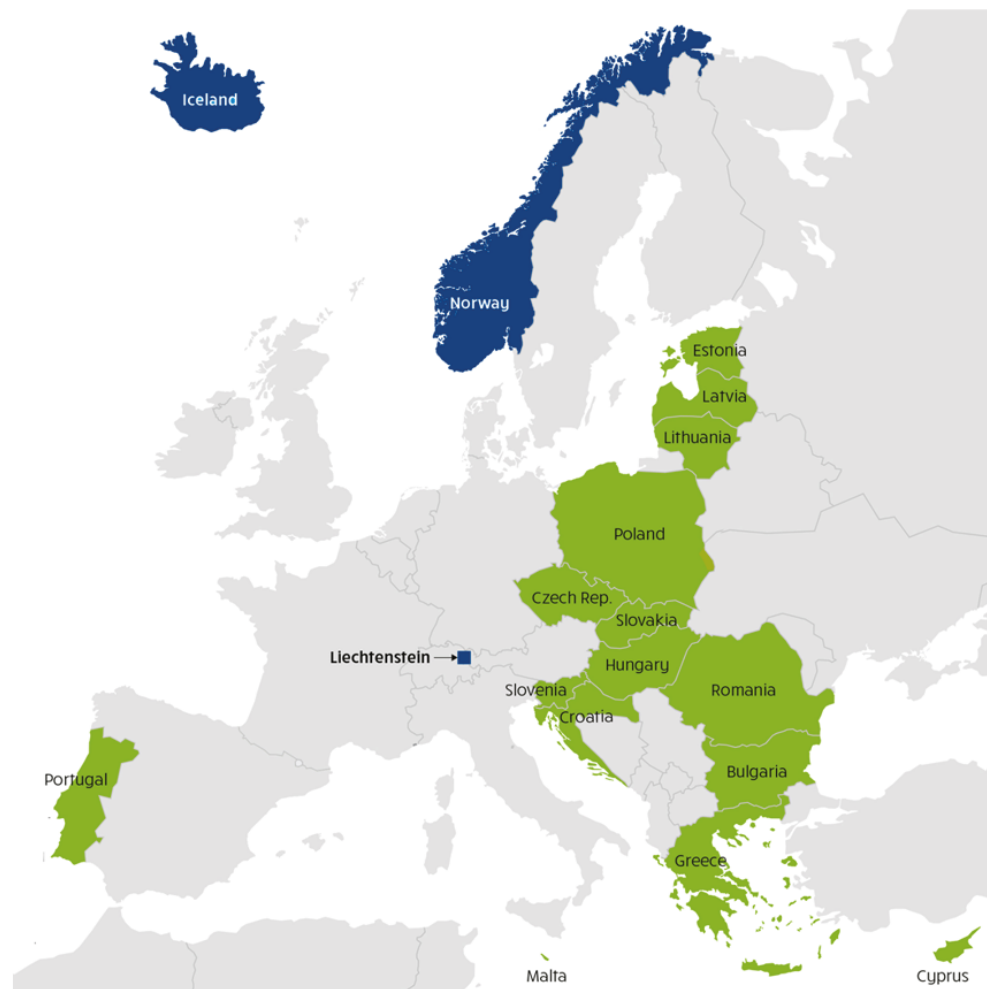 Iceland
Norway
Estonia
Latvia
Lithuania
Poland
Czech Rep.
Slovakia
Liechtenstein
Hungary
Slovenia
Romania
Croatia
Bulgaria
Portugal
Greece
Malta
Cyprus